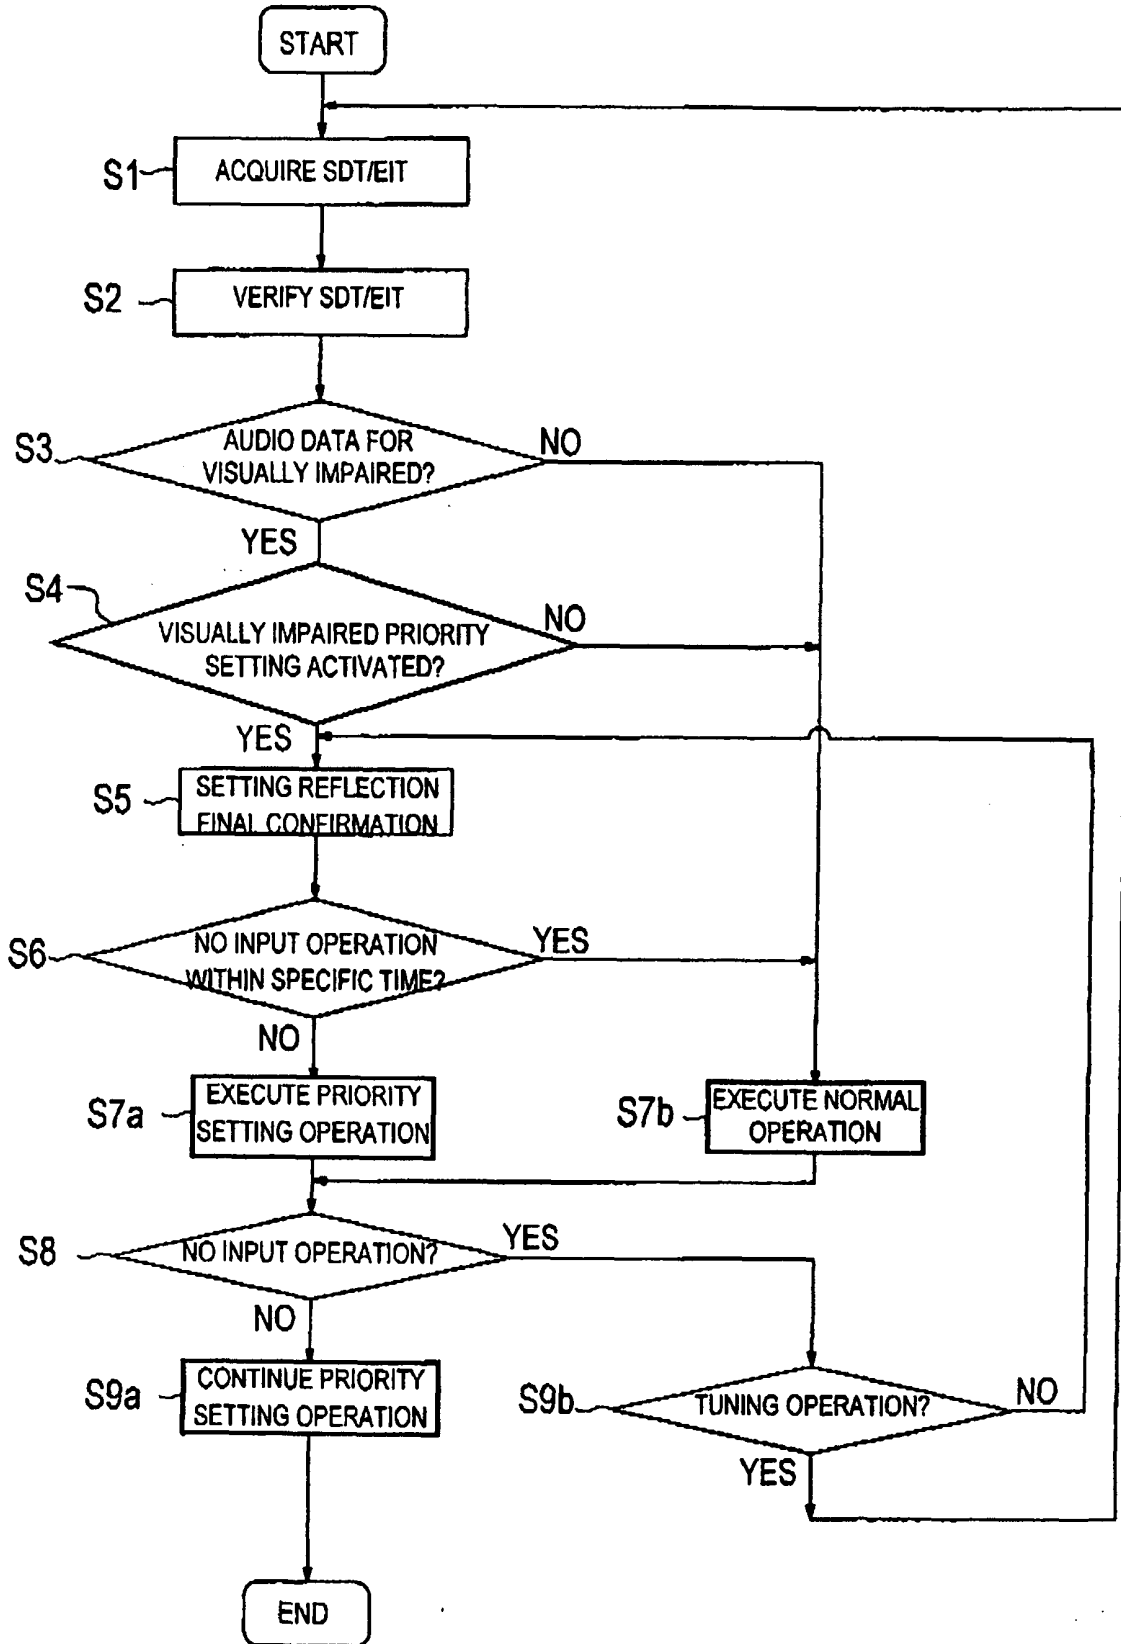 START
S1
ACQUIRE SDT/EIT
S2
VERIFY SDT/EIT
S3
AUDIO DATA FOR
VISUALLY IMPAIRED?
NO
YES
S4
VISUALLY IMPAIRED PRIORITY
SETTING ACTIVATED?
NO
YES
S5
SETTING REFLECTION
FINAL CONFIRMATION
S6
NO INPUT OPERATION
WITHIN SPECIFIC TIME?
YES
NO
S7a
EXECUTE PRIORITY
SETTING OPERATION
S7b
EXECUTE NORMAL
OPERATION
S8
NO INPUT OPERATION?
YES
NO
S9a
CONTINUE PRIORITY
SETTING OPERATION
S9b
TUNING OPERATION?
NO
YES
END